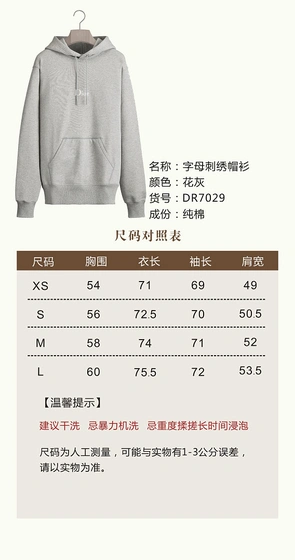 Dior
名称：字母刺绣帽衫
颜色：花灰
货号：DR7029
成份：纯棉
尺码对照表
尺码 胸围 衣长 袖长 肩宽
XS 54 71 69 49
S 56 72.5 70 50.5
M 58 74 71 52
L 60 75.5 72 53.5
【温馨提示】
建议干洗 忌暴力机洗 忌重度揉搓长时间浸泡
尺码为人工测量，可能与实物有1-3公分误差，
请以实物为准。